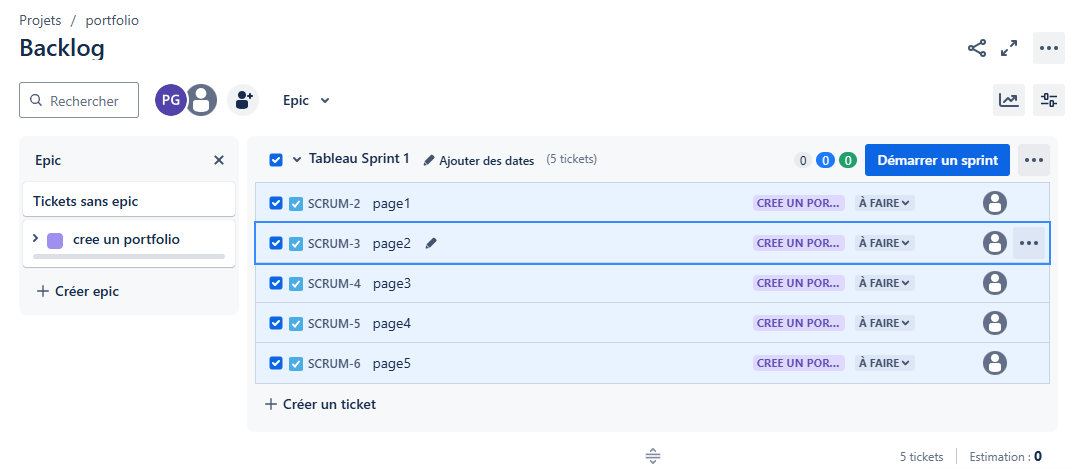 Projets / portfolio
Backlog
Rechercher
PG
Epic
Epic
Tickets sans epic
cree un portfolio
Créer epic
Tableau Sprint 1 Ajouter des dates (5 tickets) 0 0 0 Démarrer un sprint
SCRUM-2 page1 CREE UN POR... À FAIRE
SCRUM-3 page2 CREE UN POR... À FAIRE
SCRUM-4 page3 CREE UN POR... À FAIRE
SCRUM-5 page4 CREE UN POR... À FAIRE
SCRUM-6 page5 CREE UN POR... À FAIRE
Créer un ticket
5 tickets Estimation : 0